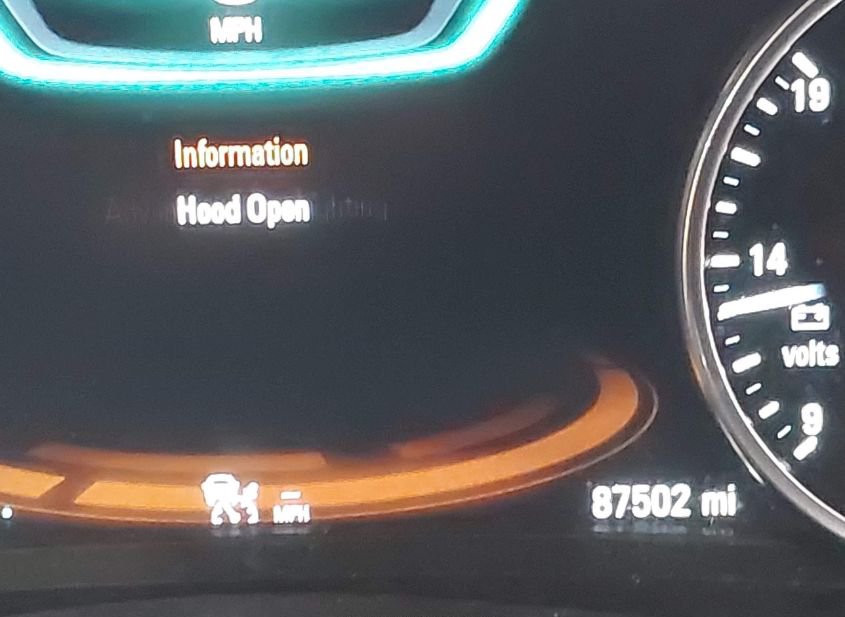 MPH
19
Information
Hood Open
14
volts
9
MPH
87502 mi